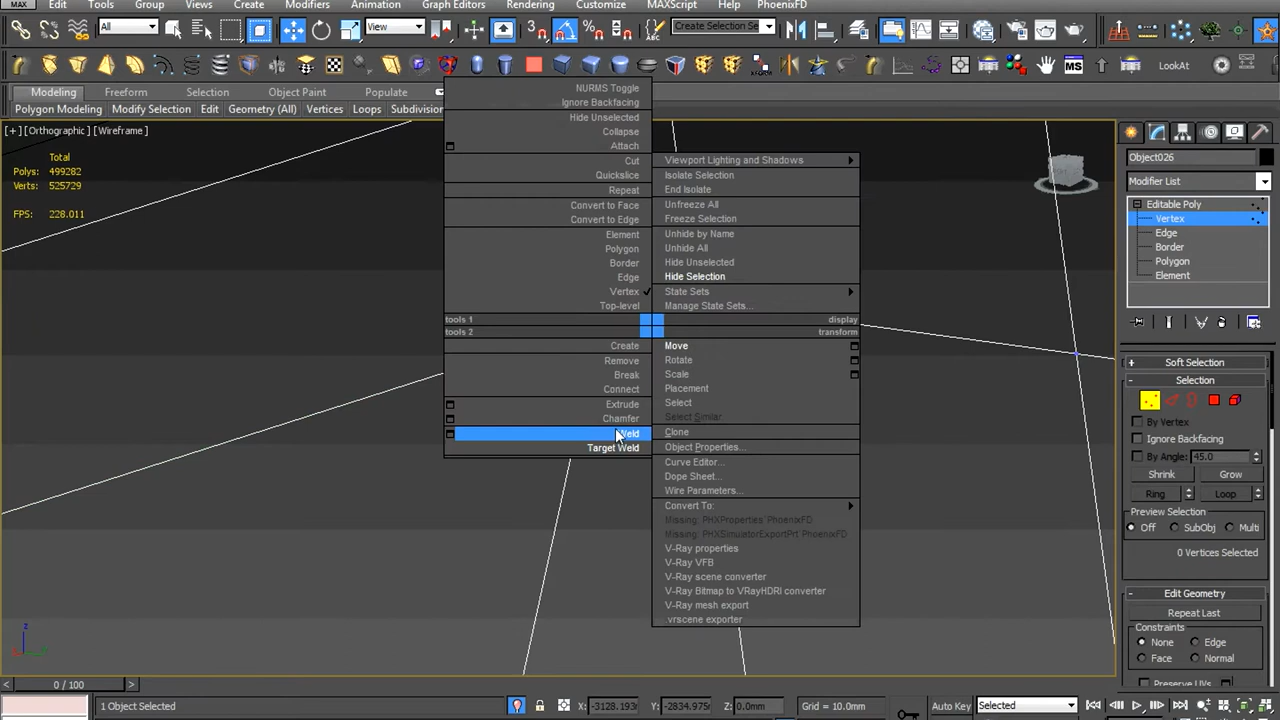 MAX Edit Tools Group Views Create Modifiers Animation Graph Editors Rendering Customize MAXScript Help PhoenixFD
All View Create Selection Se
MS LookAt
Modeling Freeform Selection Object Paint
Polygon Modeling Modify Selection Edit Geometry (All) Vertices Loops Subdivision
[+] [Orthographic] [Wireframe]
Total
Polys: 499282
Verts: 525729
FPS: 228.011
NURMS Toggle
Ignore Backfacing
Hide Unselected
Collapse
Attach
Cut
Quickslice
Repeat
Convert to Face
Convert to Edge
Element
Polygon
Border
Edge
Vertex
Top-level
tools 1
tools 2
Create
Remove
Break
Connect
Extrude
Chamfer
Weld
Target Weld
Viewport Lighting and Shadows
Isolate Selection
End Isolate
Unfreeze All
Freeze Selection
Unhide by Name
Unhide All
Hide Unselected
Hide Selection
State Sets
Manage State Sets...
display
transform
Move
Rotate
Scale
Placement
Select
Select Similar
Clone
Object Properties...
Curve Editor...
Dope Sheet...
Wire Parameters...
Convert To:
Missing: PHXProperties`PhoenixFD
Missing: PHXSimulatorExportPrt`PhoenixFD
V-Ray properties
V-Ray VFB
V-Ray scene converter
V-Ray Bitmap to VRayHDRI converter
V-Ray mesh export
.vrscene exporter
Object026
Modifier List
Editable Poly
Vertex
Edge
Border
Polygon
Element
+ Soft Selection
- Selection
By Vertex
Ignore Backfacing
By Angle: 45.0
Shrink Grow
Ring Loop
Preview Selection
Off SubObj Multi
0 Vertices Selected
- Edit Geometry
Repeat Last
Constraints
None Edge
Face Normal
Preserve UVs
z
< 0 / 100 >
1 Object Selected X: -3128.193m Y: -2834.975m Z: 0.0mm Grid = 10.0mm Auto Key Selected